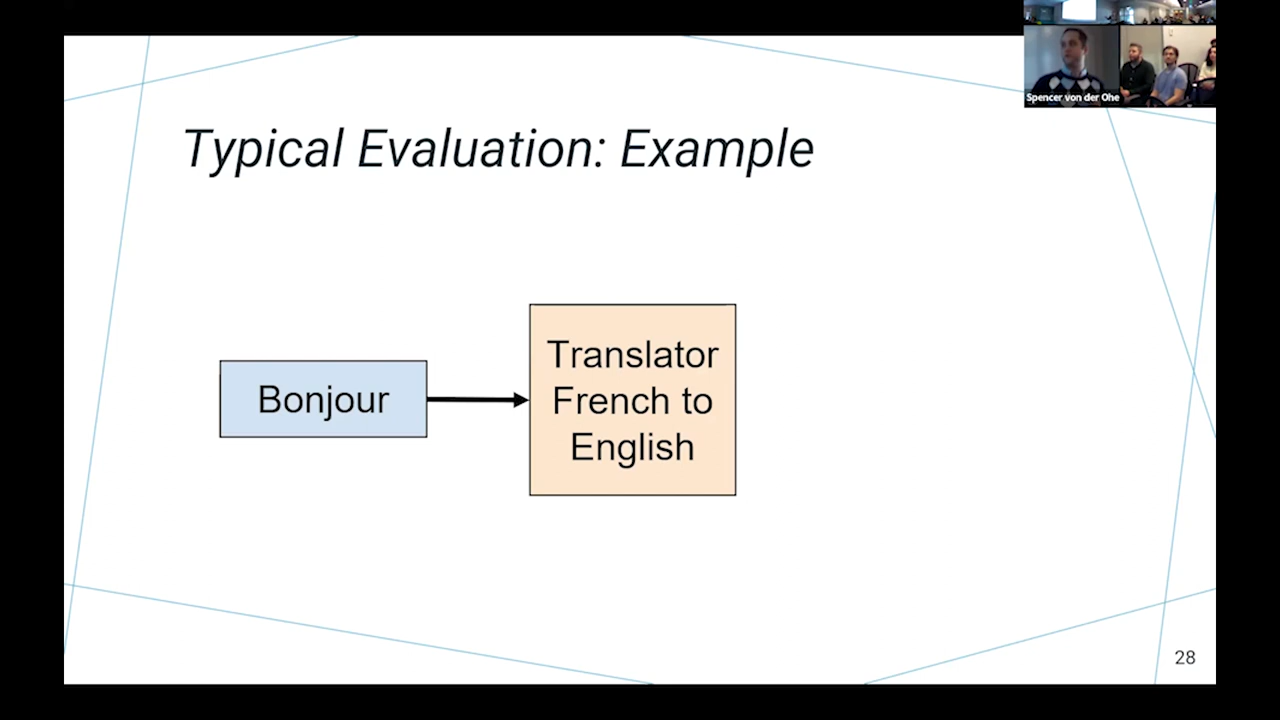 Spencer von der Ohe
Typical Evaluation: Example
Bonjour
Translator
French to
English
28